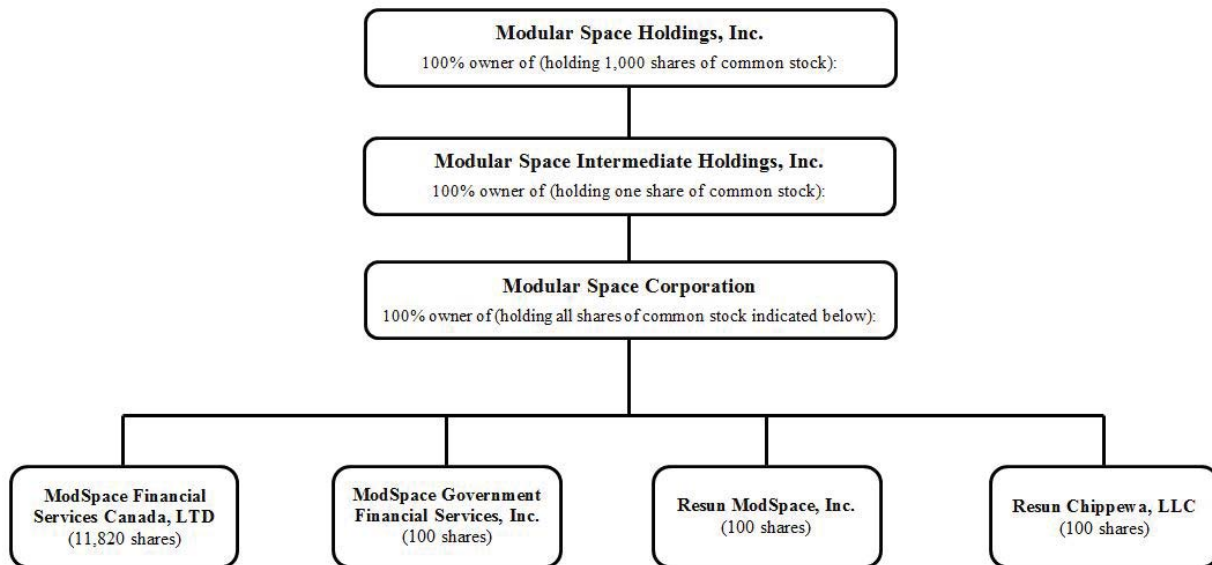 Modular Space Holdings, Inc.
100% owner of (holding 1,000 shares of common stock):
Modular Space Intermediate Holdings, Inc.
100% owner of (holding one share of common stock):
Modular Space Corporation
100% owner of (holding all shares of common stock indicated below):
ModSpace Financial
Services Canada, LTD
(11,820 shares)
ModSpace Government
Financial Services, Inc.
(100 shares)
Resun ModSpace, Inc.
(100 shares)
Resun Chippewa, LLC
(100 shares)